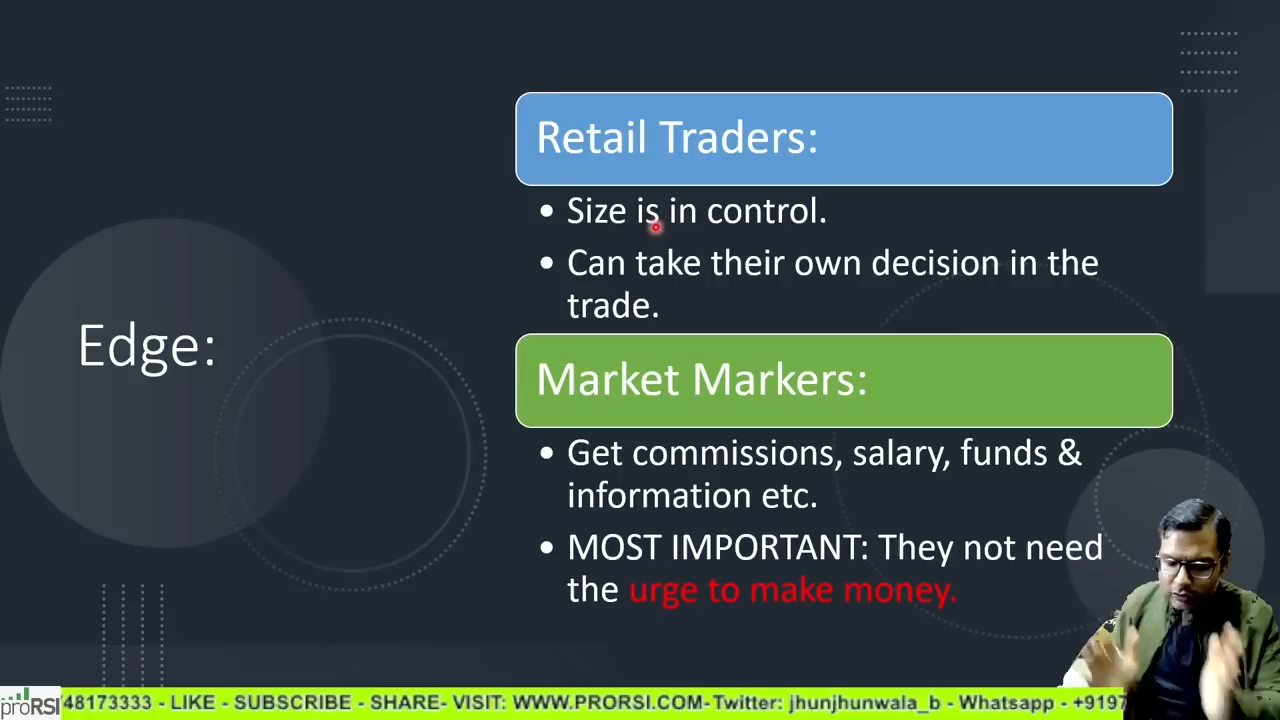 Retail Traders:
• Size is in control.
• Can take their own decision in the
trade.
Edge:
Market Markers:
• Get commissions, salary, funds &
information etc.
• MOST IMPORTANT: They not need
the urge to make money.
proRSI
48173333 - LIKE - SUBSCRIBE - SHARE- VISIT: WWW.PRORSI.COM-Twitter: jhunjhunwala_b - Whatsapp - +9197